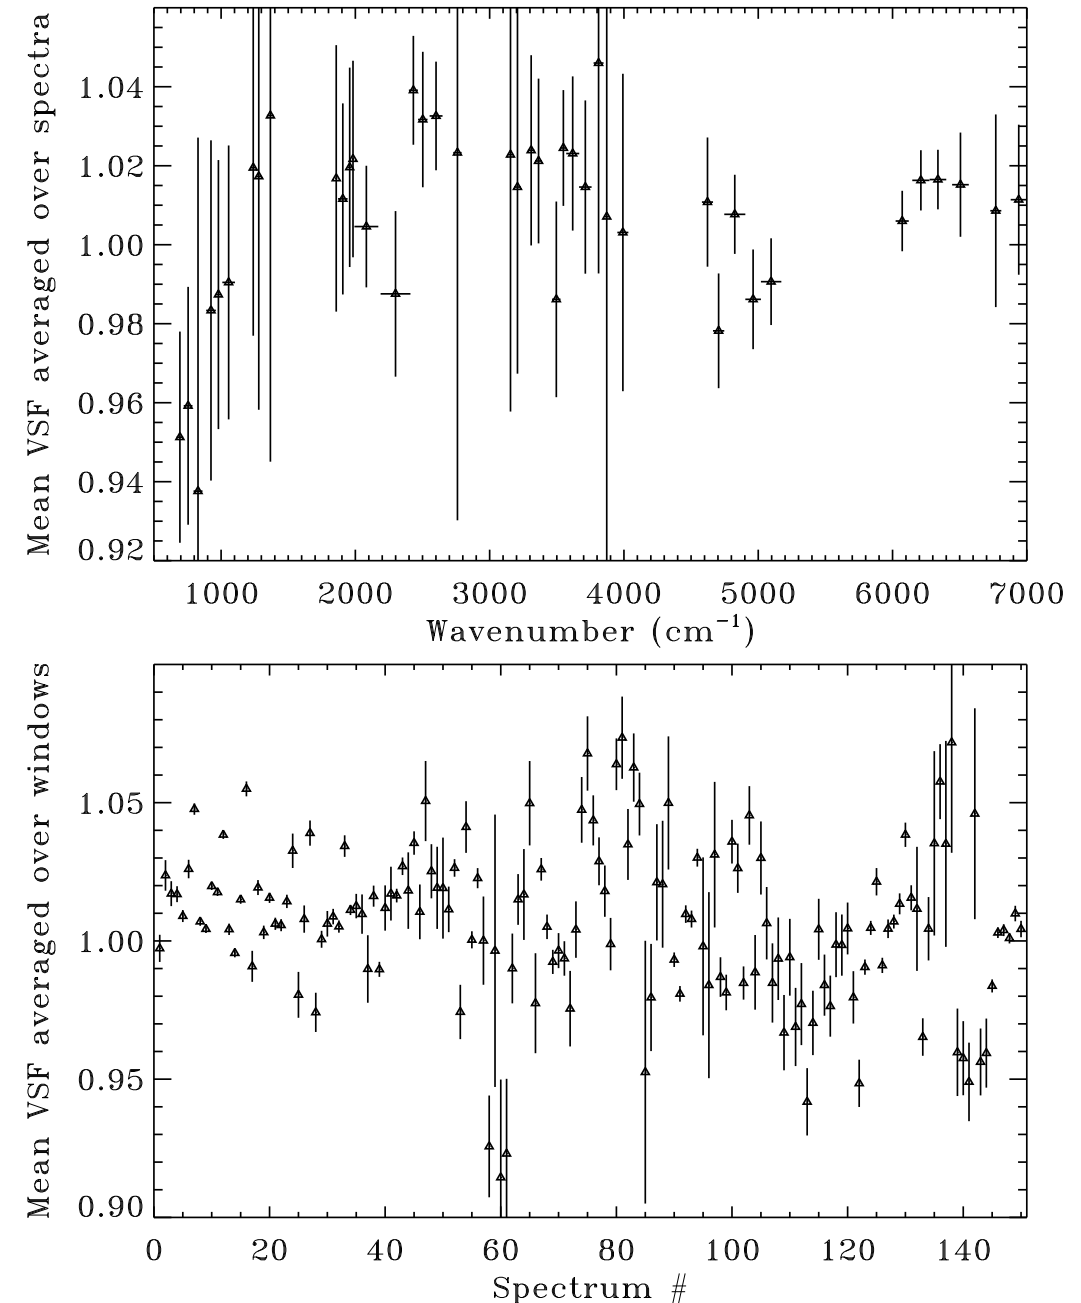 Mean VSF averaged over spectra
1.04
1.02
1.00
0.98
0.96
0.94
0.92
1000 2000 3000 4000 5000 6000 7000
Wavenumber (cm⁻¹)
Mean VSF averaged over windows
1.05
1.00
0.95
0.90
0 20 40 60 80 100 120 140
Spectrum #